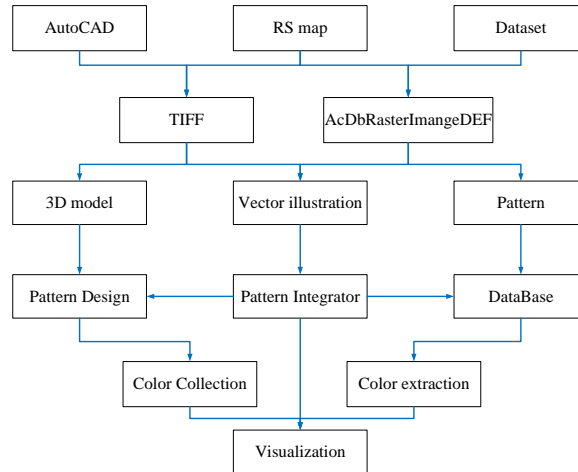 AutoCAD
RS map
Dataset
TIFF
AcDbRasterImangeDEF
3D model
Vector illustration
Pattern
Pattern Design
Pattern Integrator
DataBase
Color Collection
Color extraction
Visualization